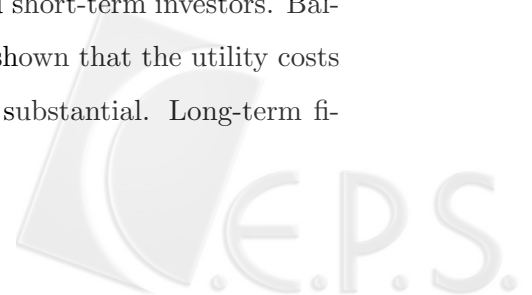 short-term investors. Bal-
shown that the utility costs
substantial. Long-term fi-
C.E.P.S.